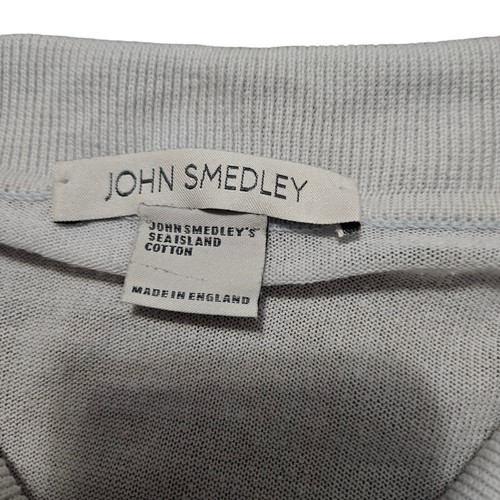 JOHN SMEDLEY
JOHN SMEDLEY'S
SEA ISLAND
COTTON
MADE IN ENGLAND